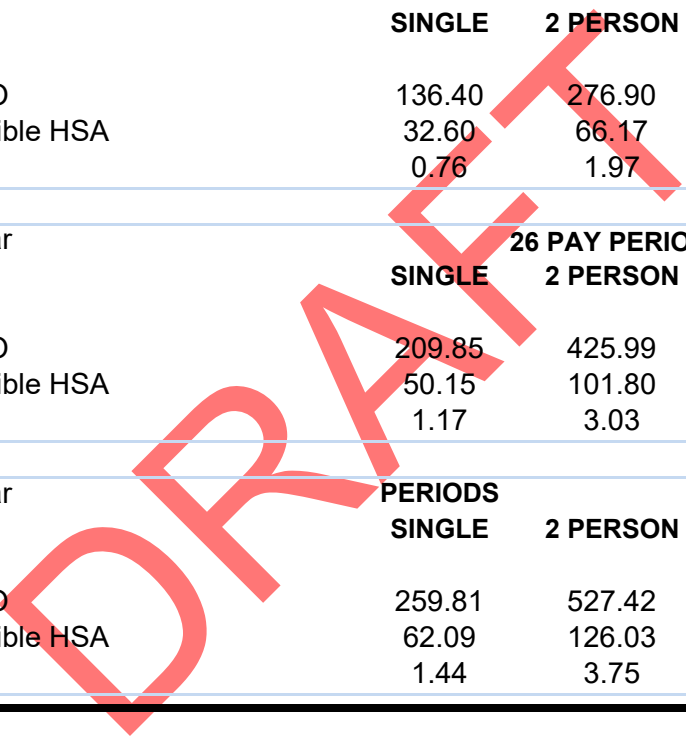 SINGLE 2 PERSON
136.40 276.90
ible HSA 32.60 66.17
0.76 1.97
26 PAY PERIO
SINGLE 2 PERSON
209.85 425.99
ible HSA 50.15 101.80
1.17 3.03
PERIODS
SINGLE 2 PERSON
259.81 527.42
ible HSA 62.09 126.03
1.44 3.75
DRAFT